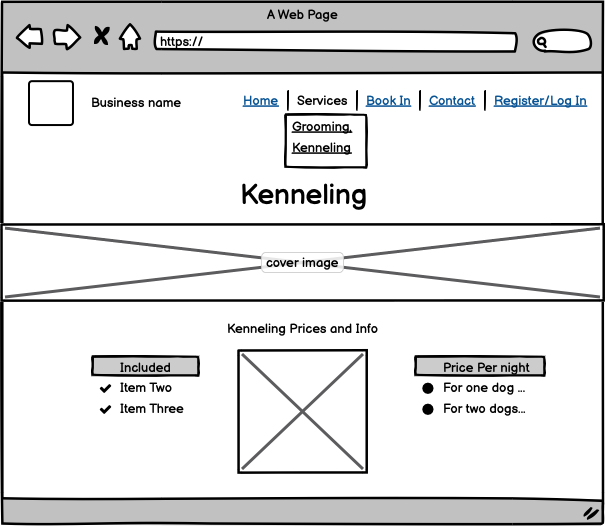 A Web Page
https://
Business name
Home Services Book In Contact Register/Log In
Grooming,
Kenneling
Kenneling
cover image
Kenneling Prices and Info
Included
Item Two
Item Three
Price Per night
For one dog ...
For two dogs...